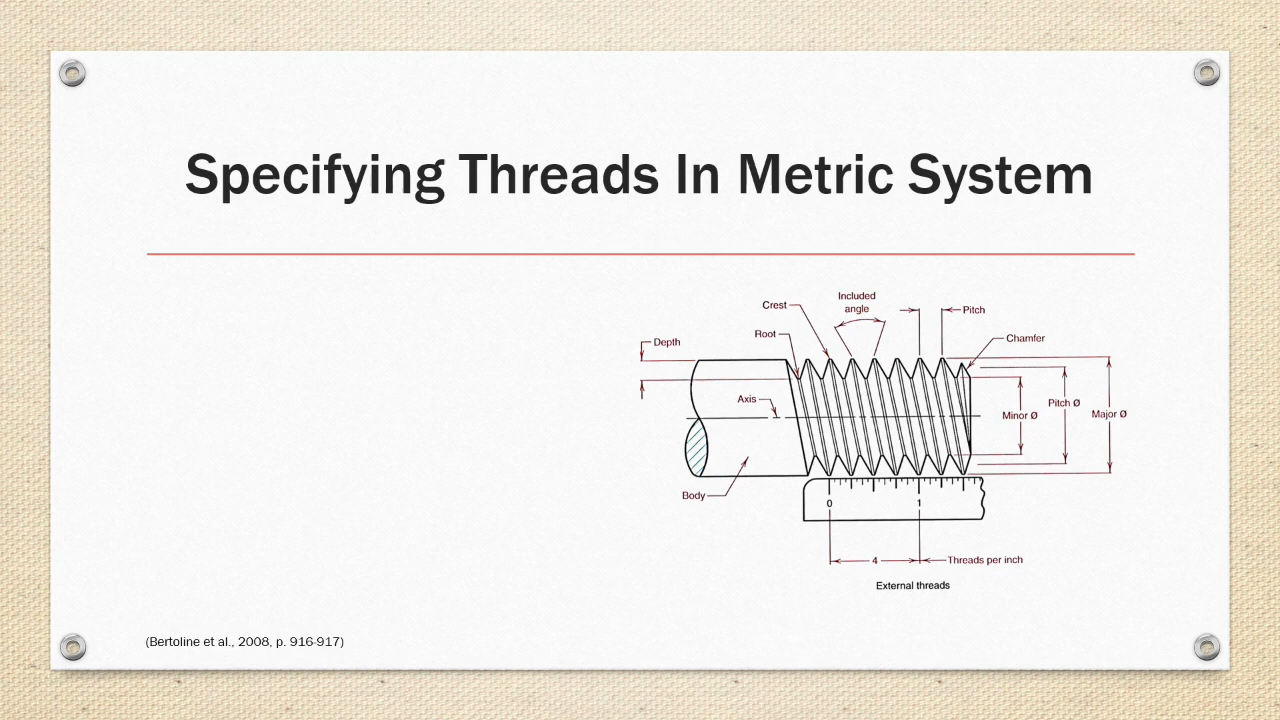 Specifying Threads In Metric System
Included
angle
Crest
Pitch
Root
Chamfer
Depth
Axis
Pitch Ø
Minor Ø
Major Ø
Body
0
1
4
Threads per inch
External threads
(Bertoline et al., 2008, p. 916-917)